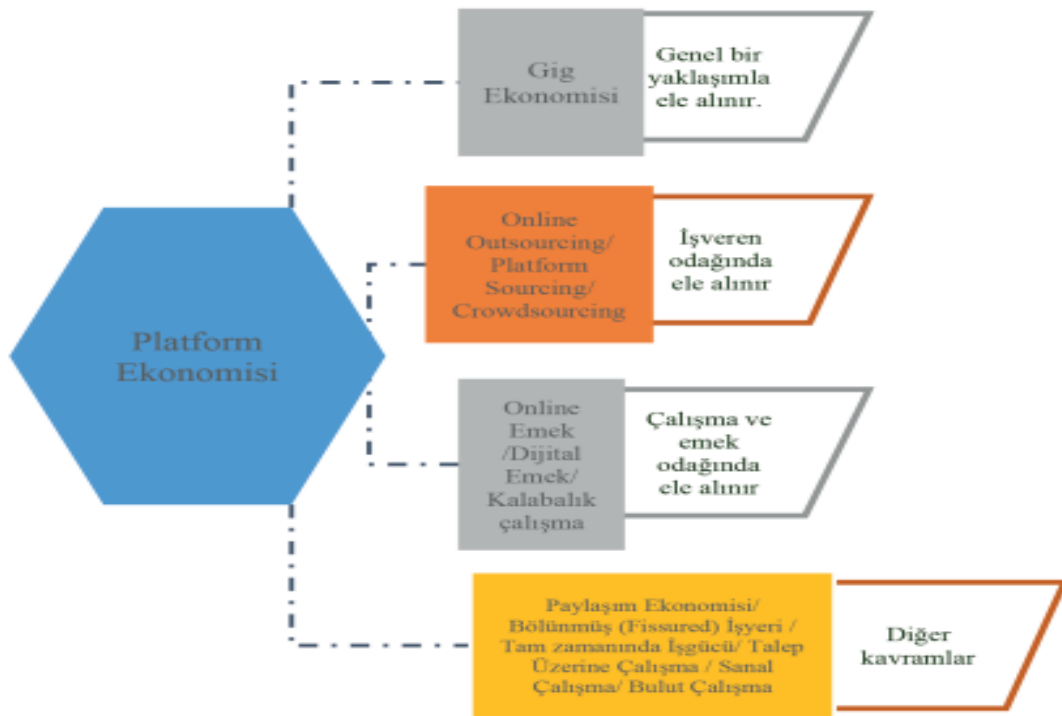 Platform
Ekonomisi
Gig
Ekonomisi
Genel bir
yaklaşımla
ele alınır.
Online
Outsourcing/
Platform
Sourcing/
Crowdsourcing
İşveren
odağında
ele alınır
Online
Emek
/Dijital
Emek/
Kalabalık
çalışma
Çalışma ve
emek
odağında
ele alınır
Paylaşım Ekonomisi/
Bölünmüş (Fissured) İşyeri /
Tam zamanında İşgücü/ Talep
Üzerine Çalışma / Sanal
Çalışma/ Bulut Çalışma
Diğer
kavramlar